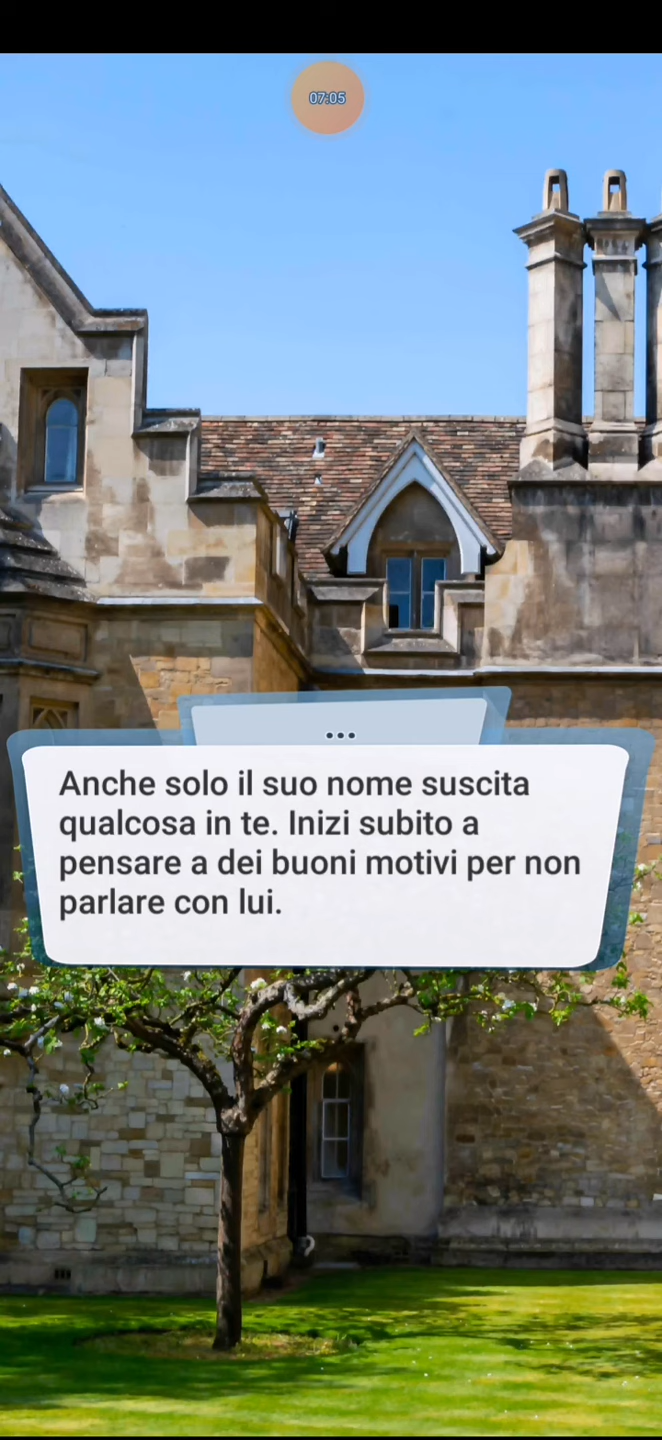 07:05
...
Anche solo il suo nome suscita
qualcosa in te. Inizi subito a
pensare a dei buoni motivi per non
parlare con lui.